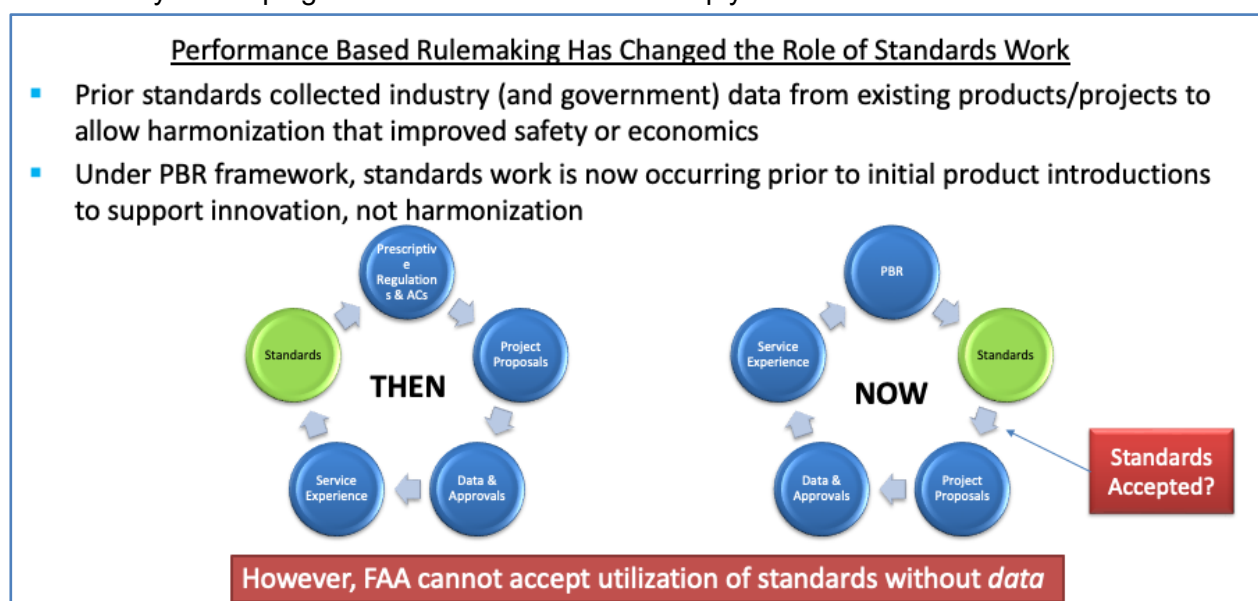 Performance Based Rulemaking Has Changed the Role of Standards Work
Prior standards collected industry (and government) data from existing products/projects to
allow harmonization that improved safety or economics
Under PBR framework, standards work is now occurring prior to initial product introductions
to support innovation, not harmonization
Prescriptiv
e
Regulation
s & ACs
Project
Proposals
Data &
Approvals
Service
Experience
Standards
THEN
PBR
Standards
Project
Proposals
Data &
Approvals
Service
Experience
NOW
Standards
Accepted?
However, FAA cannot accept utilization of standards without data